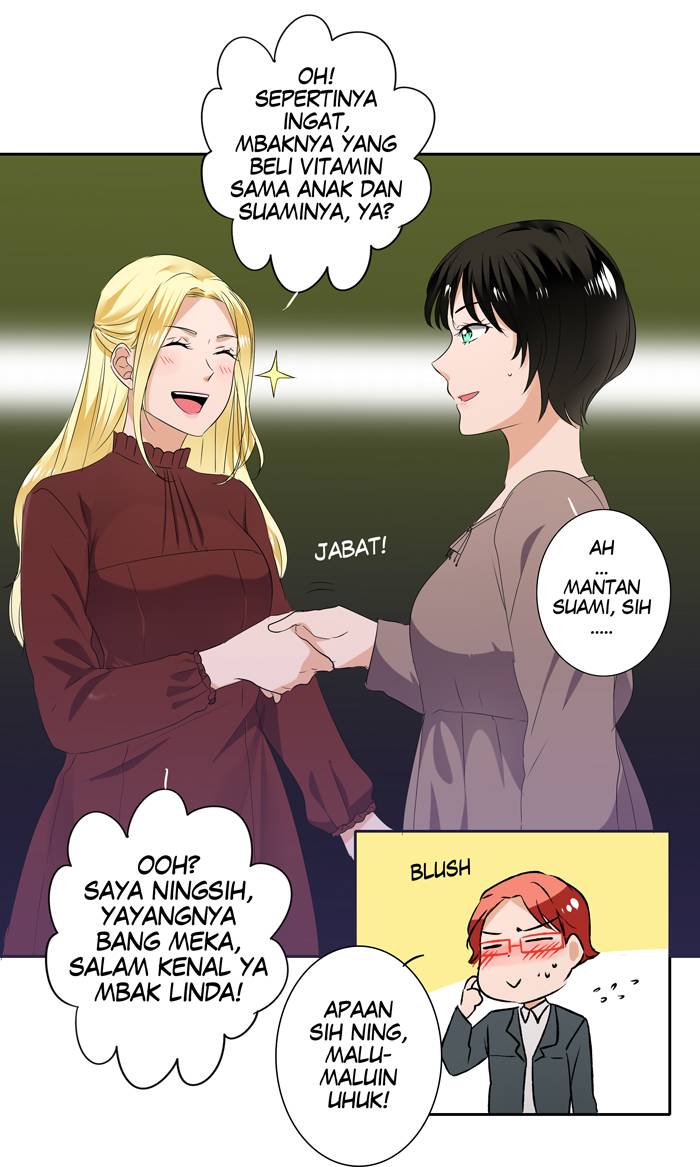 OH!
SEPERTINYA
INGAT,
MBAKNYA YANG
BELI VITAMIN
SAMA ANAK DAN
SUAMINYA, YA?
JABAT!
AH
...
MANTAN
SUAMI, SIH
.....
OOH?
SAYA NINGSIH,
YAYANGNYA
BANG MEKA,
SALAM KENAL YA
MBAK LINDA!
BLUSH
APAAN
SIH NING,
MALU-
MALUIN
UHUK!